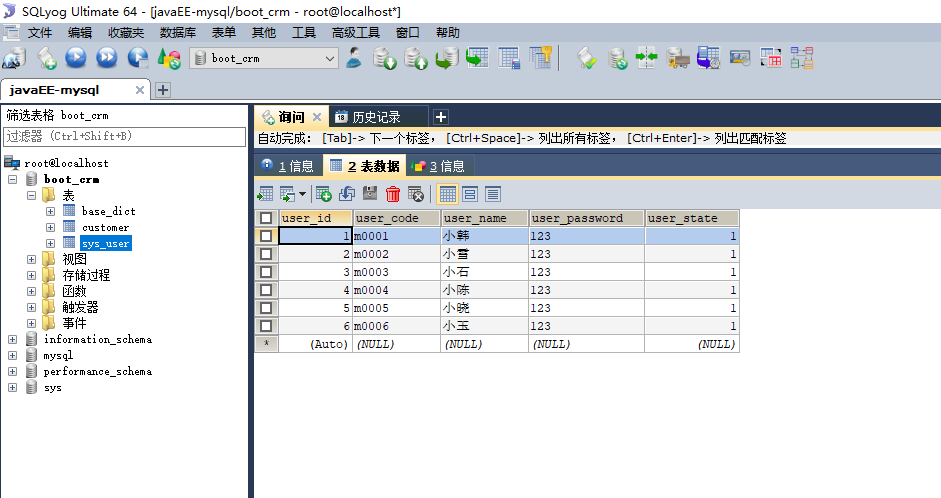 SQLyog Ultimate 64 - [javaEE-mysql/boot_crm - root@localhost*]
文件 编辑 收藏夹 数据库 表单 其他 工具 高级工具 窗口 帮助
boot_crm
javaEE-mysql
筛选表格 boot_crm
过滤器 (Ctrl+Shift+B)
root@localhost
boot_crm
表
base_dict
customer
sys_user
视图
存储过程
函数
触发器
事件
information_schema
mysql
performance_schema
sys
询问 18 历史记录
自动完成： [Tab]-> 下一个标签， [Ctrl+Space]-> 列出所有标签， [Ctrl+Enter]-> 列出匹配标签
1 信息 2 表数据 3 信息
user_id user_code user_name user_password user_state
1 m0001 小韩 123 1
2 m0002 小雪 123 1
3 m0003 小石 123 1
4 m0004 小陈 123 1
5 m0005 小晓 123 1
6 m0006 小玉 123 1
* (Auto) (NULL) (NULL) (NULL) (NULL)